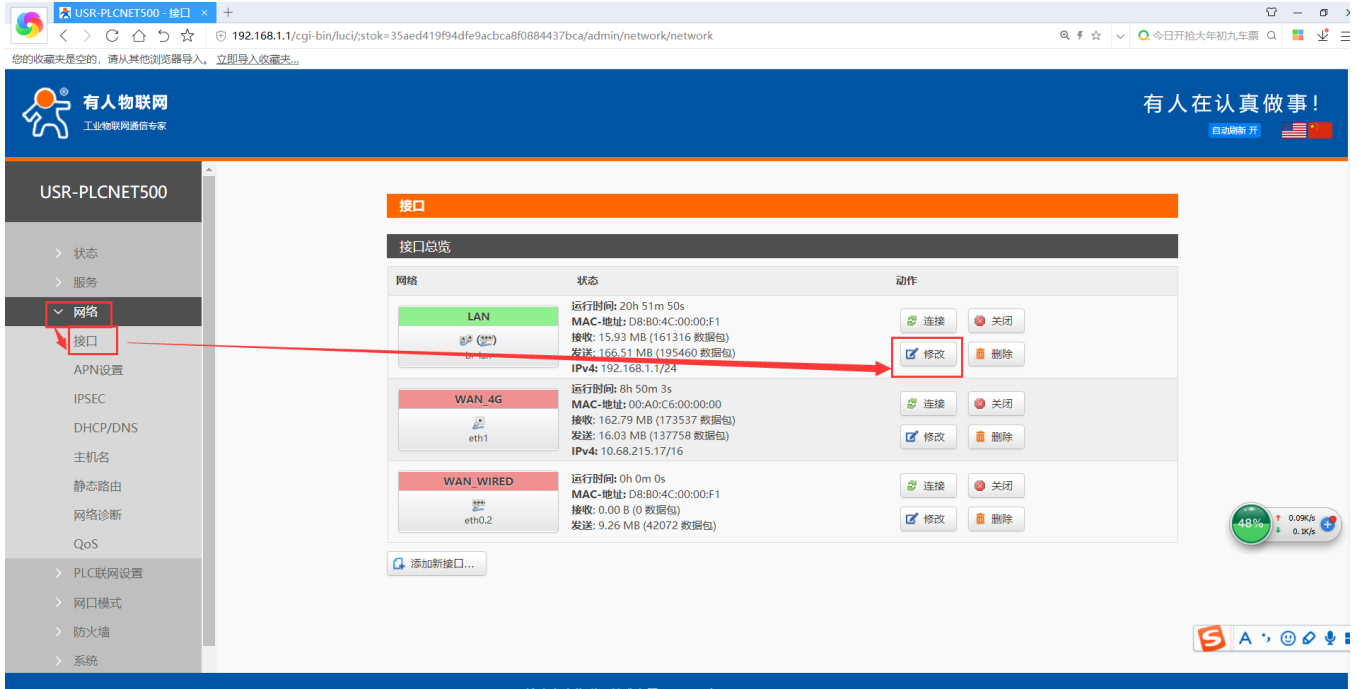 USR-PLCNET500 - 接口
192.168.1.1/cgi-bin/luci/;stok=35aed419f94dfe9acbca8f0884437bca/admin/network/network
今日开抢大年初九车票
您的收藏夹是空的，请从其他浏览器导入。 立即导入收藏夹...
有人物联网
工业物联网通信专家
有人在认真做事!
自动刷新 开
USR-PLCNET500
状态
服务
网络
接口
APN设置
IPSEC
DHCP/DNS
主机名
静态路由
网络诊断
QoS
PLC联网设置
网口模式
防火墙
系统
接口
接口总览
网络 状态 动作
LAN
br-lan
运行时间: 20h 51m 50s
MAC-地址: D8:B0:4C:00:00:F1
接收: 15.93 MB (161316 数据包)
发送: 166.51 MB (195460 数据包)
IPv4: 192.168.1.1/24
连接 关闭
修改 删除
WAN_4G
eth1
运行时间: 8h 50m 3s
MAC-地址: 00:A0:C6:00:00:00
接收: 162.79 MB (173537 数据包)
发送: 16.03 MB (137758 数据包)
IPv4: 10.68.215.17/16
连接 关闭
修改 删除
WAN_WIRED
eth0.2
运行时间: 0h 0m 0s
MAC-地址: D8:B0:4C:00:00:F1
接收: 0.00 B (0 数据包)
发送: 9.26 MB (42072 数据包)
连接 关闭
修改 删除
添加新接口...
48%
0.09K/s
0.1K/s